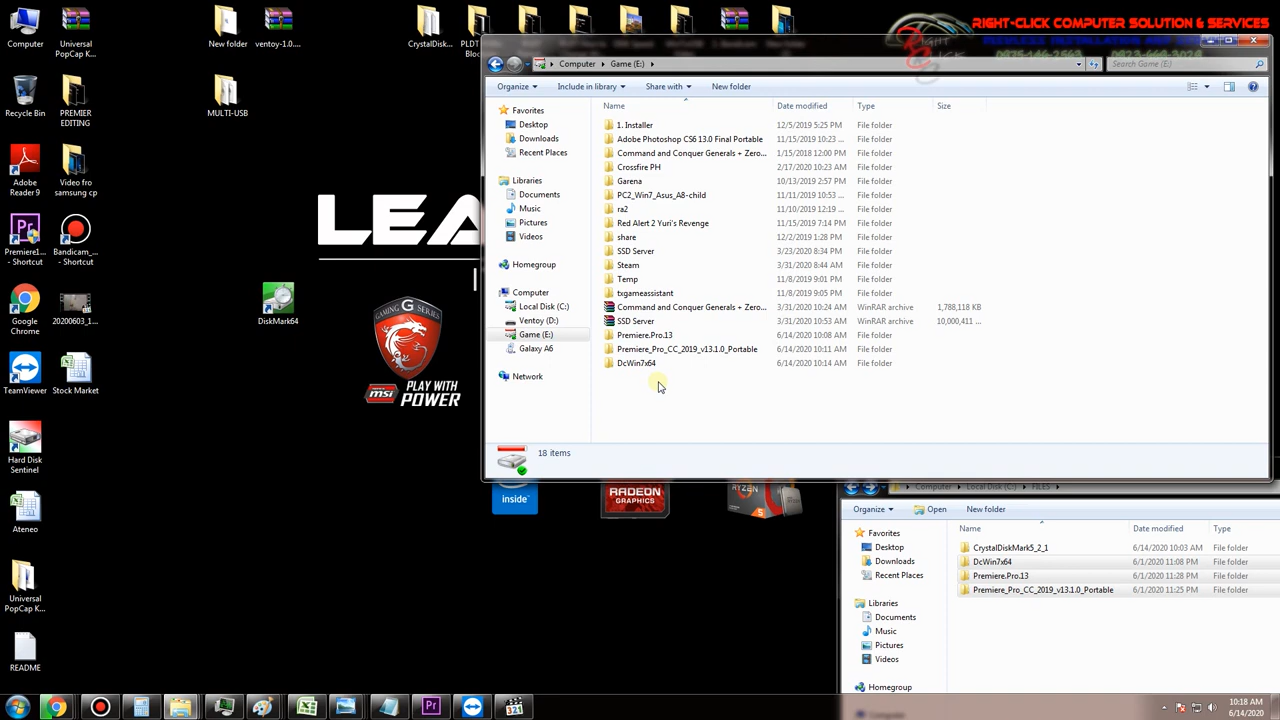 Computer
Universal
PopCap K...
New folder
ventoy-1.0....
CrystalDisk...
PLDT
Bloc
RIGHT-CLICK COMPUTER SOLUTION & SERVICES
Right
Click
Recycle Bin
PREMIER
EDITING
MULTI-USB
Adobe
Reader 9
Video fro
samsung cp
Premiere1...
- Shortcut
Bandicam_...
- Shortcut
Google
Chrome
20200603_1...
DiskMark64
TeamViewer
Stock Market
Hard Disk
Sentinel
Ateneo
Universal
PopCap K...
README
LEA
GAMING G SERIES
msi
PLAY WITH
POWER
inside
RADEON
GRAPHICS
RYZEN
5
Computer
Game (E:)
Search Game (E:)
Organize
Include in library
Share with
New folder
Favorites
Desktop
Downloads
Recent Places
Libraries
Documents
Music
Pictures
Videos
Homegroup
Computer
Local Disk (C:)
Ventoy (D:)
Game (E:)
Galaxy A6
Network
Name Date modified Type Size
1. Installer 12/5/2019 5:25 PM File folder
Adobe Photoshop CS6 13.0 Final Portable 11/15/2019 10:23 ... File folder
Command and Conquer Generals + Zero... 1/15/2018 12:00 PM File folder
Crossfire PH 2/17/2020 10:23 AM File folder
Garena 10/13/2019 2:57 PM File folder
PC2_Win7_Asus_A8-child 11/11/2019 10:53 ... File folder
ra2 11/10/2019 12:19 ... File folder
Red Alert 2 Yuri's Revenge 11/15/2019 7:14 PM File folder
share 12/2/2019 1:28 PM File folder
SSD Server 3/23/2020 8:34 PM File folder
Steam 3/31/2020 8:44 AM File folder
Temp 11/8/2019 9:01 PM File folder
txgameassistant 11/8/2019 9:05 PM File folder
Command and Conquer Generals + Zero... 3/31/2020 10:24 AM WinRAR archive 1,788,118 KB
SSD Server 3/31/2020 10:53 AM WinRAR archive 10,000,411 ...
Premiere.Pro.13 6/14/2020 10:08 AM File folder
Premiere_Pro_CC_2019_v13.1.0_Portable 6/14/2020 10:11 AM File folder
DcWin7x64 6/14/2020 10:14 AM File folder
18 items
Computer
Local Disk (C:)
FILES
Organize
Open
New folder
Favorites
Desktop
Downloads
Recent Places
Libraries
Documents
Music
Pictures
Videos
Homegroup
Computer
Name Date modified Type
CrystalDiskMark5_2_1 6/14/2020 10:03 AM File folder
DcWin7x64 6/1/2020 11:08 PM File folder
Premiere.Pro.13 6/1/2020 11:28 PM File folder
Premiere_Pro_CC_2019_v13.1.0_Portable 6/1/2020 11:25 PM File folder
Pr
321
10:18 AM
6/14/2020